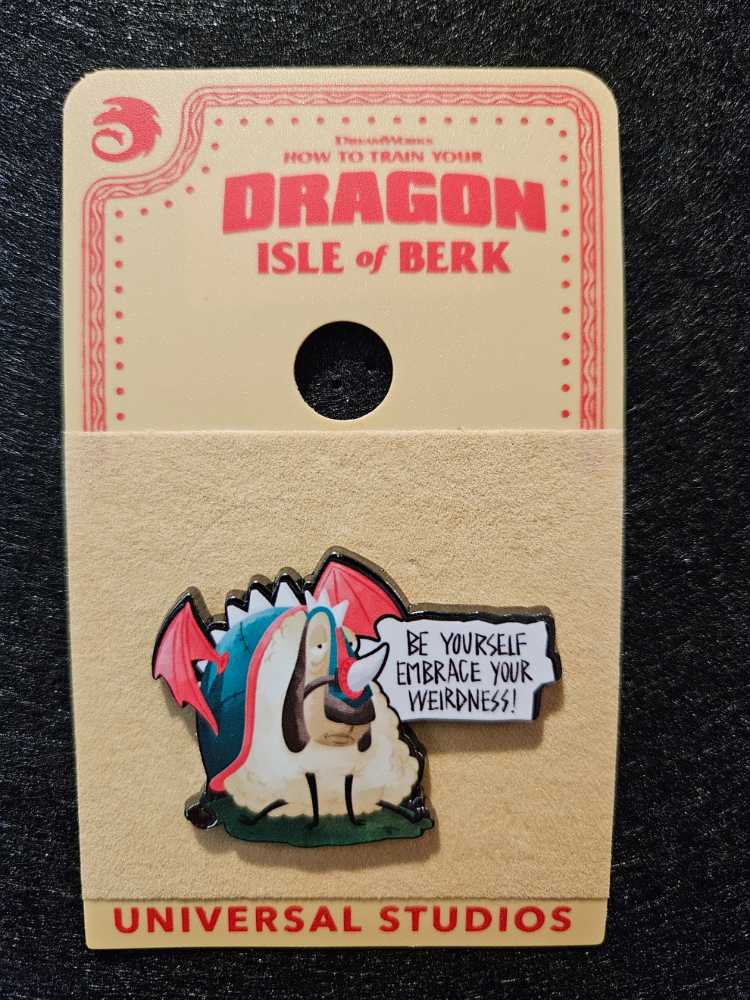 DREAMWORKS
HOW TO TRAIN YOUR
DRAGON
ISLE of BERK
BE YOURSELF
EMBRACE YOUR
WEIRDNESS!
UNIVERSAL STUDIOS